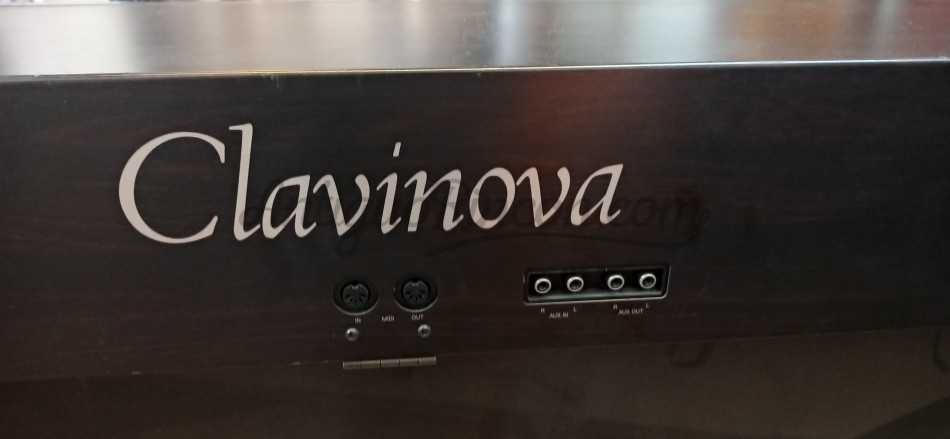 Clavinova
IN MIDI OUT
R L R L
AUX IN AUX OUT